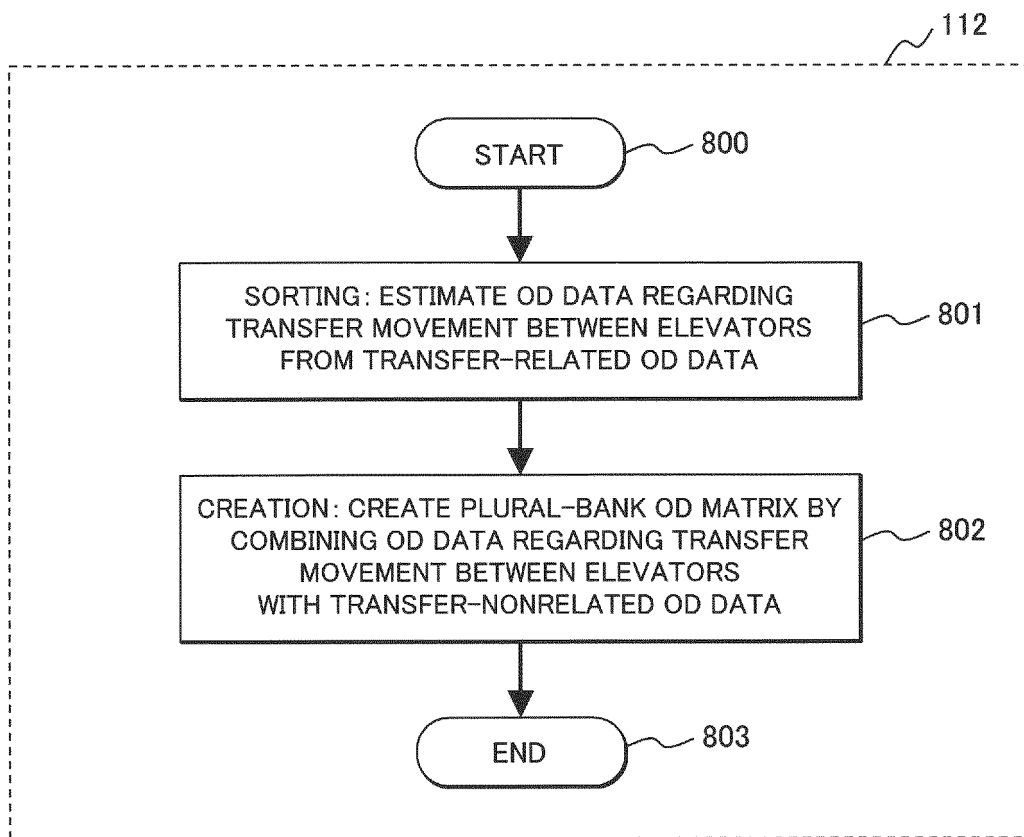 112
START
800
SORTING: ESTIMATE OD DATA REGARDING
TRANSFER MOVEMENT BETWEEN ELEVATORS
FROM TRANSFER-RELATED OD DATA
801
CREATION: CREATE PLURAL-BANK OD MATRIX BY
COMBINING OD DATA REGARDING TRANSFER
MOVEMENT BETWEEN ELEVATORS
WITH TRANSFER-NONRELATED OD DATA
802
END
803